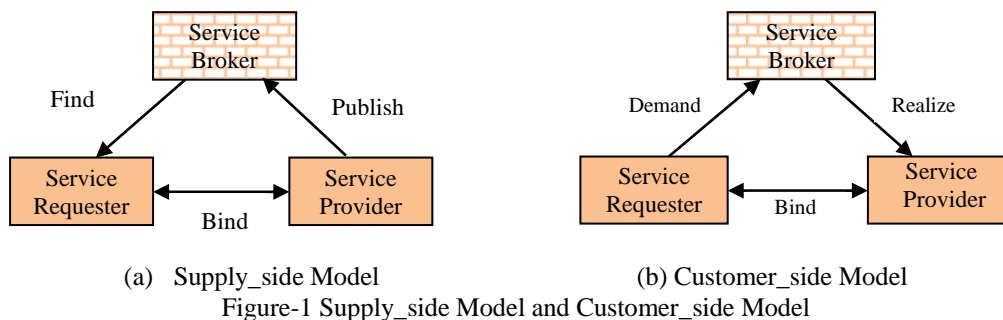 Service
Broker
Find
Publish
Service
Requester
Service
Provider
Bind
(a) Supply_side Model
Service
Broker
Demand
Realize
Service
Requester
Service
Provider
Bind
(b) Customer_side Model
Figure-1 Supply_side Model and Customer_side Model